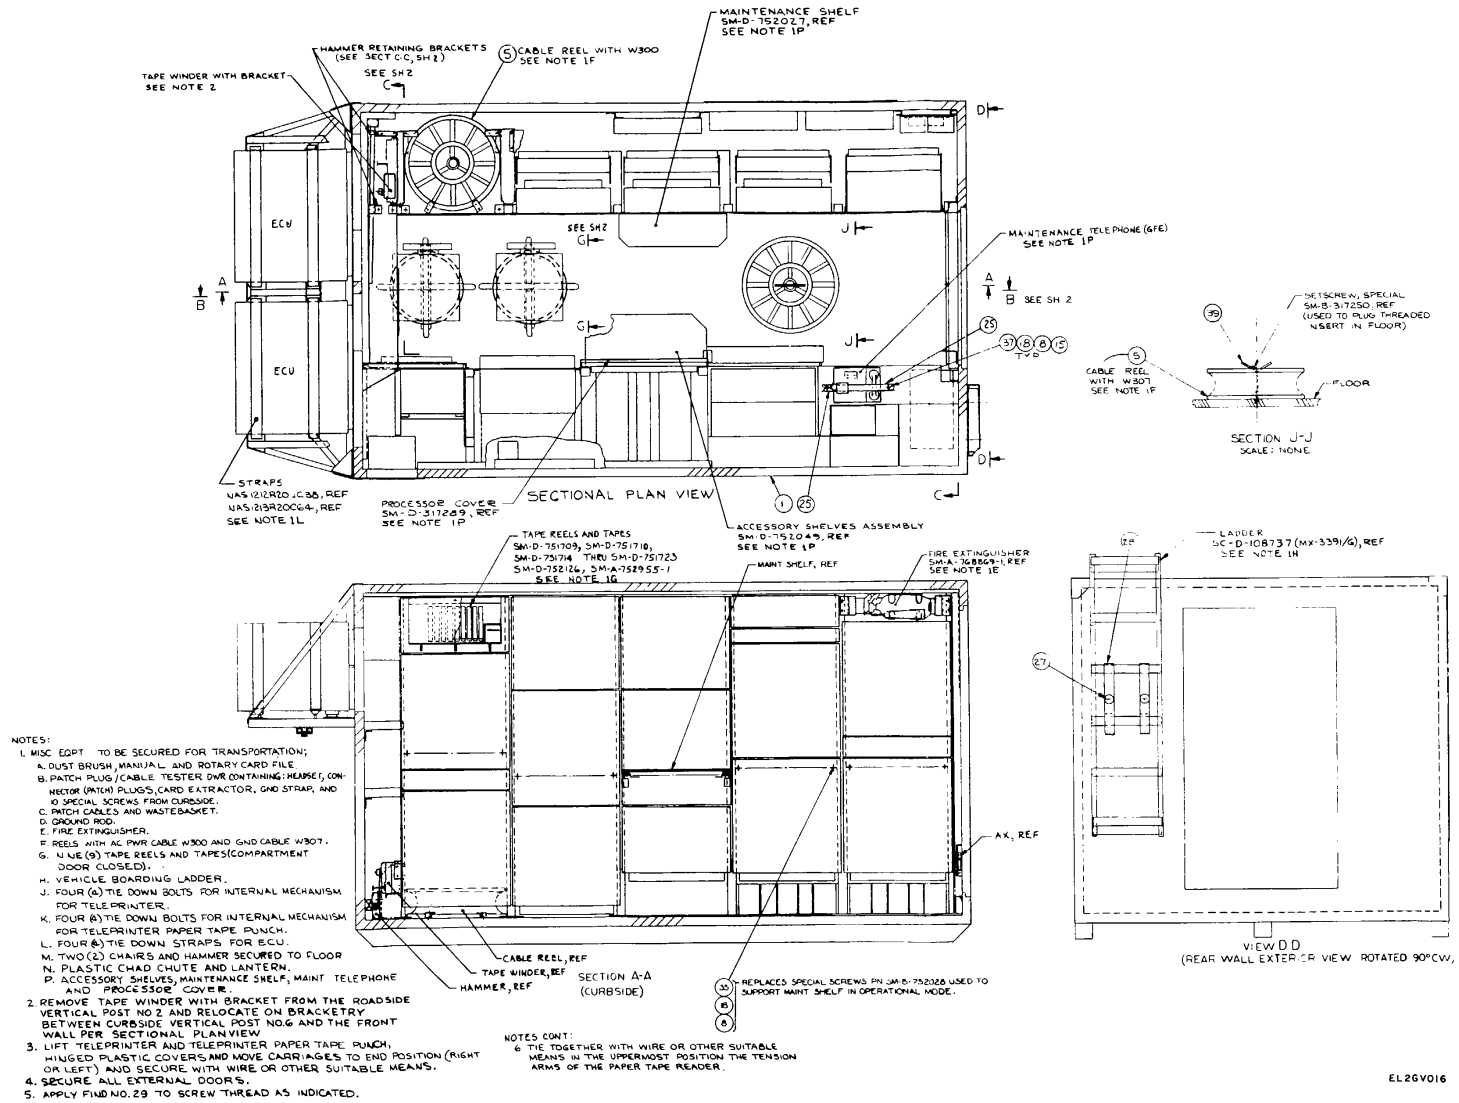 MAINTENANCE SHELF
SM-D-752027, REF
SEE NOTE 1P
HAMMER RETAINING BRACKETS
(SEE SECT C-C, SH 2)
5 CABLE REEL WITH W300
SEE NOTE 1F
TAPE WINDER WITH BRACKET
SEE NOTE 2
SEE SH 2
C
D
ECU
SEE SH2
G
J
MAINTENANCE TELEPHONE (GFE)
SEE NOTE 1P
A
B
A
B SEE SH 2
SETSCREW, SPECIAL
SM-B-317250, REF
(USED TO PLUG THREADED
INSERT IN FLOOR)
39
25
37 18 8 15
TYP
G
J
5
CABLE REEL
WITH W307
SEE NOTE 1F
FLOOR
ECU
SECTION J-J
SCALE: NONE
D
C
STRAPS
NAS1213R20C64, REF
SEE NOTE 1L
PROCESSOR COVER
SM-D-317289, REF
SEE NOTE 1P
SECTIONAL PLAN VIEW
1 25
ACCESSORY SHELVES ASSEMBLY
SM-D-752049, REF
SEE NOTE 1P
TAPE REELS AND TAPES
SM-D-751709, SM-D-751710,
SM-D-751714 THRU SM-D-751723
SM-D-752126, SM-A-752955-1
SEE NOTE 1G
MAINT SHELF, REF
FIRE EXTINGUISHER
SM-A-768869-1, REF
SEE NOTE 1E
28
LADDER
SC-D-108737 (MX-3391/G), REF
SEE NOTE 1H
27
AX, REF
NOTES:
1. MISC EQPT TO BE SECURED FOR TRANSPORTATION;
A. DUST BRUSH, MANUAL AND ROTARY CARD FILE.
B. PATCH PLUG/CABLE TESTER DWR CONTAINING: HEADSET, CON-
NECTOR (PATCH) PLUGS, CARD EXTRACTOR, GND STRAP, AND
10 SPECIAL SCREWS FROM CURBSIDE.
C. PATCH CABLES AND WASTEBASKET.
D. GROUND ROD.
E. FIRE EXTINGUISHER.
F. REELS WITH AC PWR CABLE W300 AND GND CABLE W307.
G. NINE (9) TAPE REELS AND TAPES (COMPARTMENT
DOOR CLOSED).
H. VEHICLE BOARDING LADDER.
J. FOUR (4) TIE DOWN BOLTS FOR INTERNAL MECHANISM
FOR TELEPRINTER.
K. FOUR (4) TIE DOWN BOLTS FOR INTERNAL MECHANISM
FOR TELEPRINTER PAPER TAPE PUNCH.
L. FOUR (4) TIE DOWN STRAPS FOR ECU.
M. TWO (2) CHAIRS AND HAMMER SECURED TO FLOOR
N. PLASTIC CHAD CHUTE AND LANTERN.
P. ACCESSORY SHELVES, MAINTENANCE SHELF, MAINT TELEPHONE
AND PROCESSOR COVER.
2. REMOVE TAPE WINDER WITH BRACKET FROM THE ROADSIDE
VERTICAL POST NO 2 AND RELOCATE ON BRACKETRY
BETWEEN CURBSIDE VERTICAL POST NO.6 AND THE FRONT
WALL PER SECTIONAL PLAN VIEW
3. LIFT TELEPRINTER AND TELEPRINTER PAPER TAPE PUNCH,
HINGED PLASTIC COVERS AND MOVE CARRIAGES TO END POSITION (RIGHT
OR LEFT) AND SECURE WITH WIRE OR OTHER SUITABLE MEANS.
4. SECURE ALL EXTERNAL DOORS.
5. APPLY FIND NO. 29 TO SCREW THREAD AS INDICATED.
CABLE REEL, REF
TAPE WINDER, REF
HAMMER, REF
SECTION A-A
(CURBSIDE)
REPLACES SPECIAL SCREWS PN SM-B-752028 USED TO
SUPPORT MAINT SHELF IN OPERATIONAL MODE.
18
8
NOTES CONT:
6 TIE TOGETHER WITH WIRE OR OTHER SUITABLE
MEANS IN THE UPPERMOST POSITION THE TENSION
ARMS OF THE PAPER TAPE READER.
VIEW D D
(REAR WALL EXTERIOR VIEW ROTATED 90° CW)
EL2GV016